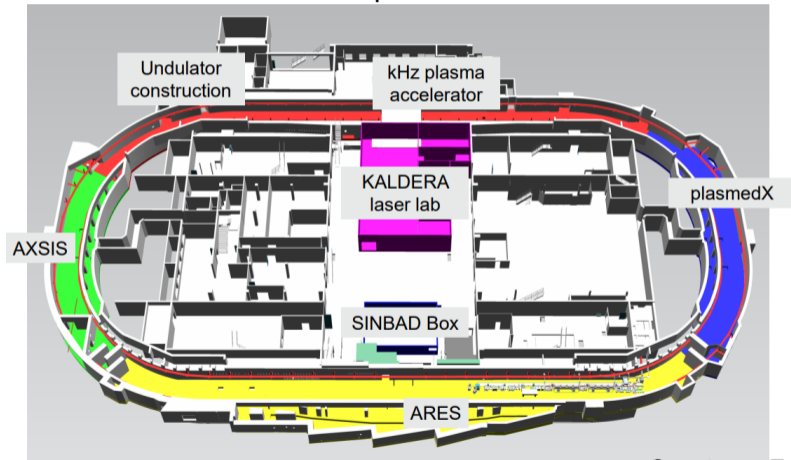 Undulator
construction
kHz plasma
accelerator
KALDERA
laser lab
plasmedX
AXSIS
SINBAD Box
ARES